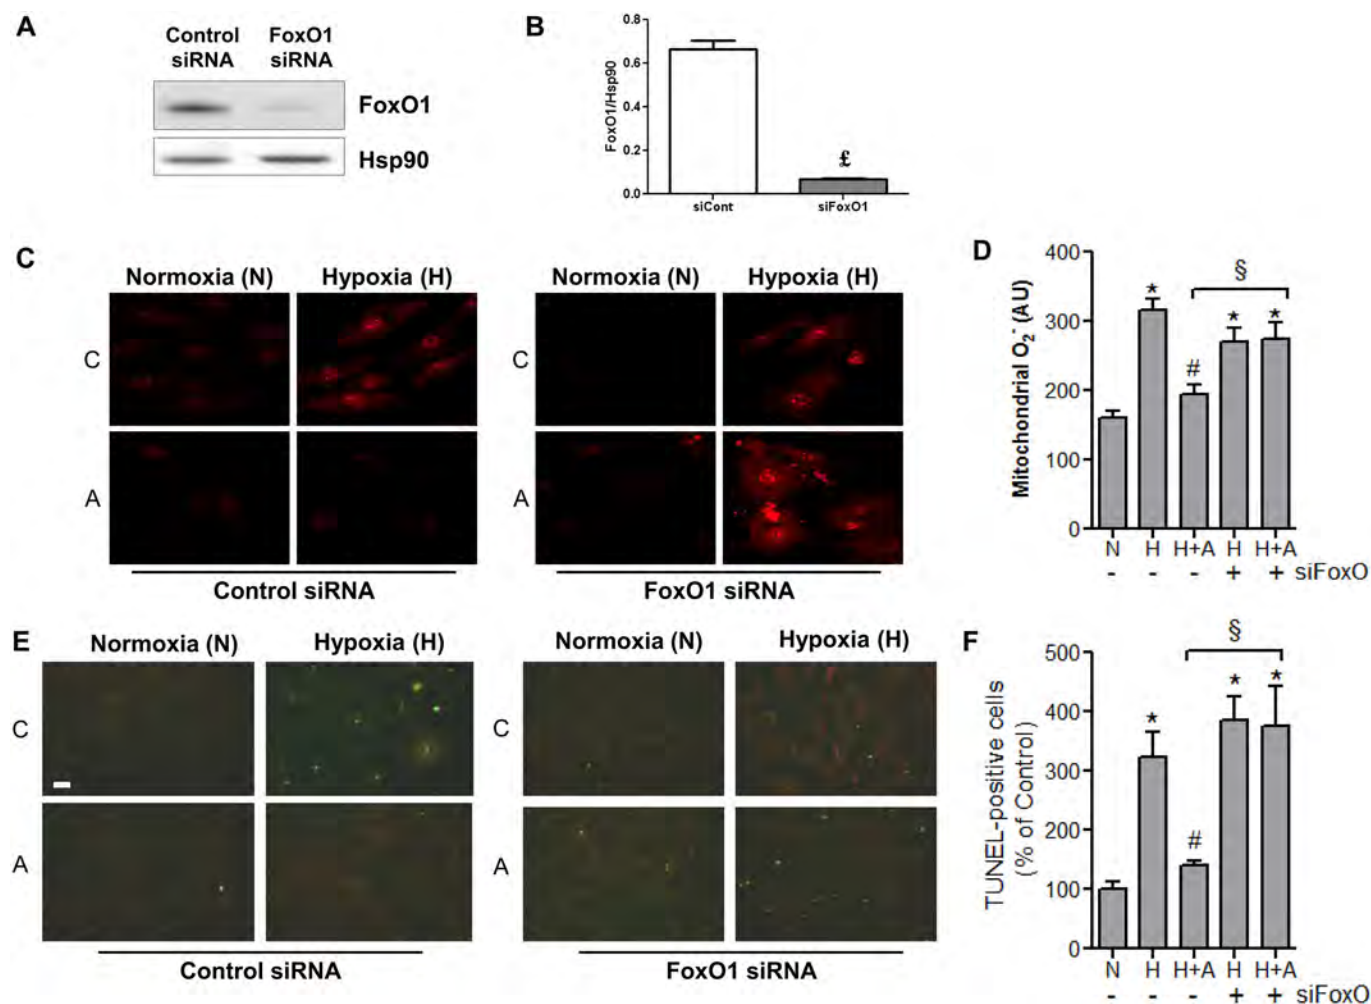 A
Control
siRNA
FoxO1
siRNA
FoxO1
Hsp90
B
FoxO1/Hsp90
0.8
0.6
0.4
0.2
0.0
£
siCont
siFoxO1
C
Normoxia (N)
Hypoxia (H)
Normoxia (N)
Hypoxia (H)
C
A
Control siRNA
FoxO1 siRNA
D
Mitochondrial O₂⁻ (AU)
400
300
200
100
0
*
#
*
*
§
N H H+A H H+A
- - - + + siFoxO
E
Normoxia (N)
Hypoxia (H)
Normoxia (N)
Hypoxia (H)
C
C
A
A
Control siRNA
FoxO1 siRNA
F
TUNEL-positive cells
(% of Control)
500
400
300
200
100
0
*
#
*
*
§
N H H+A H H+A
- - - + + siFoxO